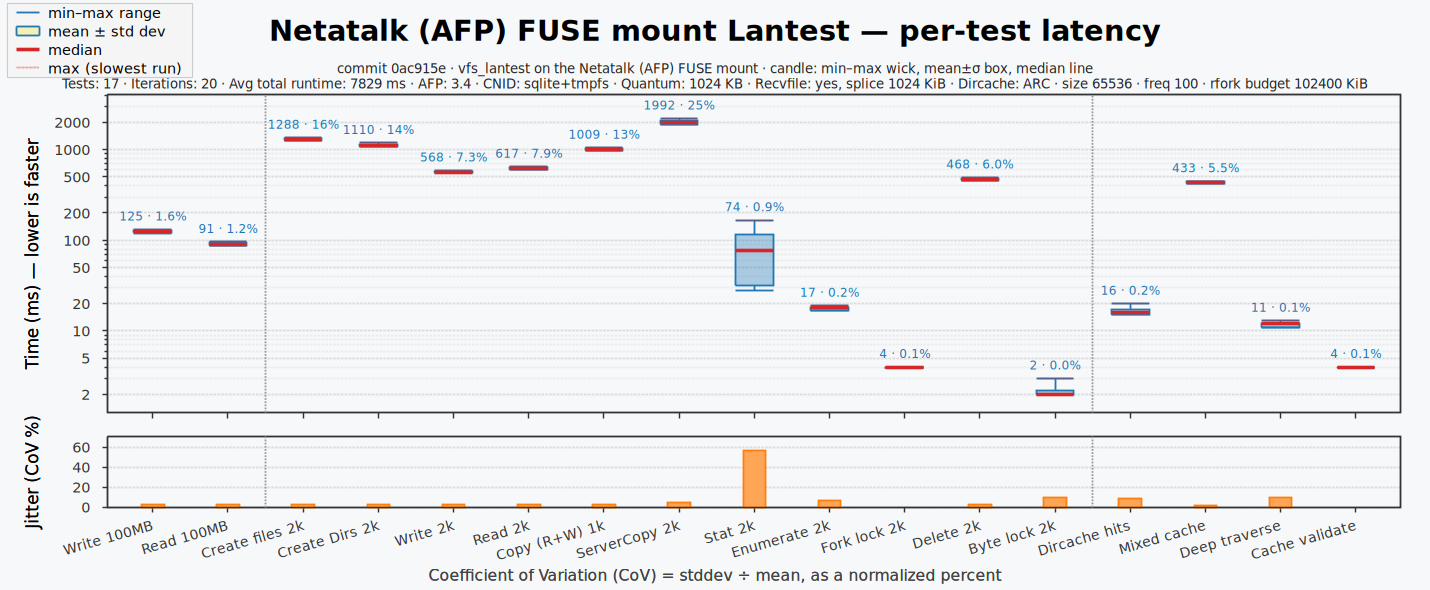 min–max range
mean ± std dev
median
max (slowest run)
Netatalk (AFP) FUSE mount Lantest — per-test latency
commit 0ac915e · vfs_lantest on the Netatalk (AFP) FUSE mount · candle: min–max wick, mean±σ box, median line
Tests: 17 · Iterations: 20 · Avg total runtime: 7829 ms · AFP: 3.4 · CNID: sqlite+tmpfs · Quantum: 1024 KB · Recvfile: yes, splice 1024 KiB · Dircache: ARC · size 65536 · freq 100 · rfork budget 102400 KiB
Time (ms) — lower is faster
2000
1000
500
200
100
50
20
10
5
2
125 · 1.6%
91 · 1.2%
1288 · 16%
1110 · 14%
568 · 7.3%
617 · 7.9%
1009 · 13%
1992 · 25%
74 · 0.9%
17 · 0.2%
4 · 0.1%
468 · 6.0%
2 · 0.0%
16 · 0.2%
433 · 5.5%
11 · 0.1%
4 · 0.1%
Jitter (CoV %)
60
40
20
0
Write 100MB
Read 100MB
Create files 2k
Create Dirs 2k
Write 2k
Read 2k
Copy (R+W) 1k
ServerCopy 2k
Stat 2k
Enumerate 2k
Fork lock 2k
Delete 2k
Byte lock 2k
Dircache hits
Mixed cache
Deep traverse
Cache validate
Coefficient of Variation (CoV) = stddev ÷ mean, as a normalized percent